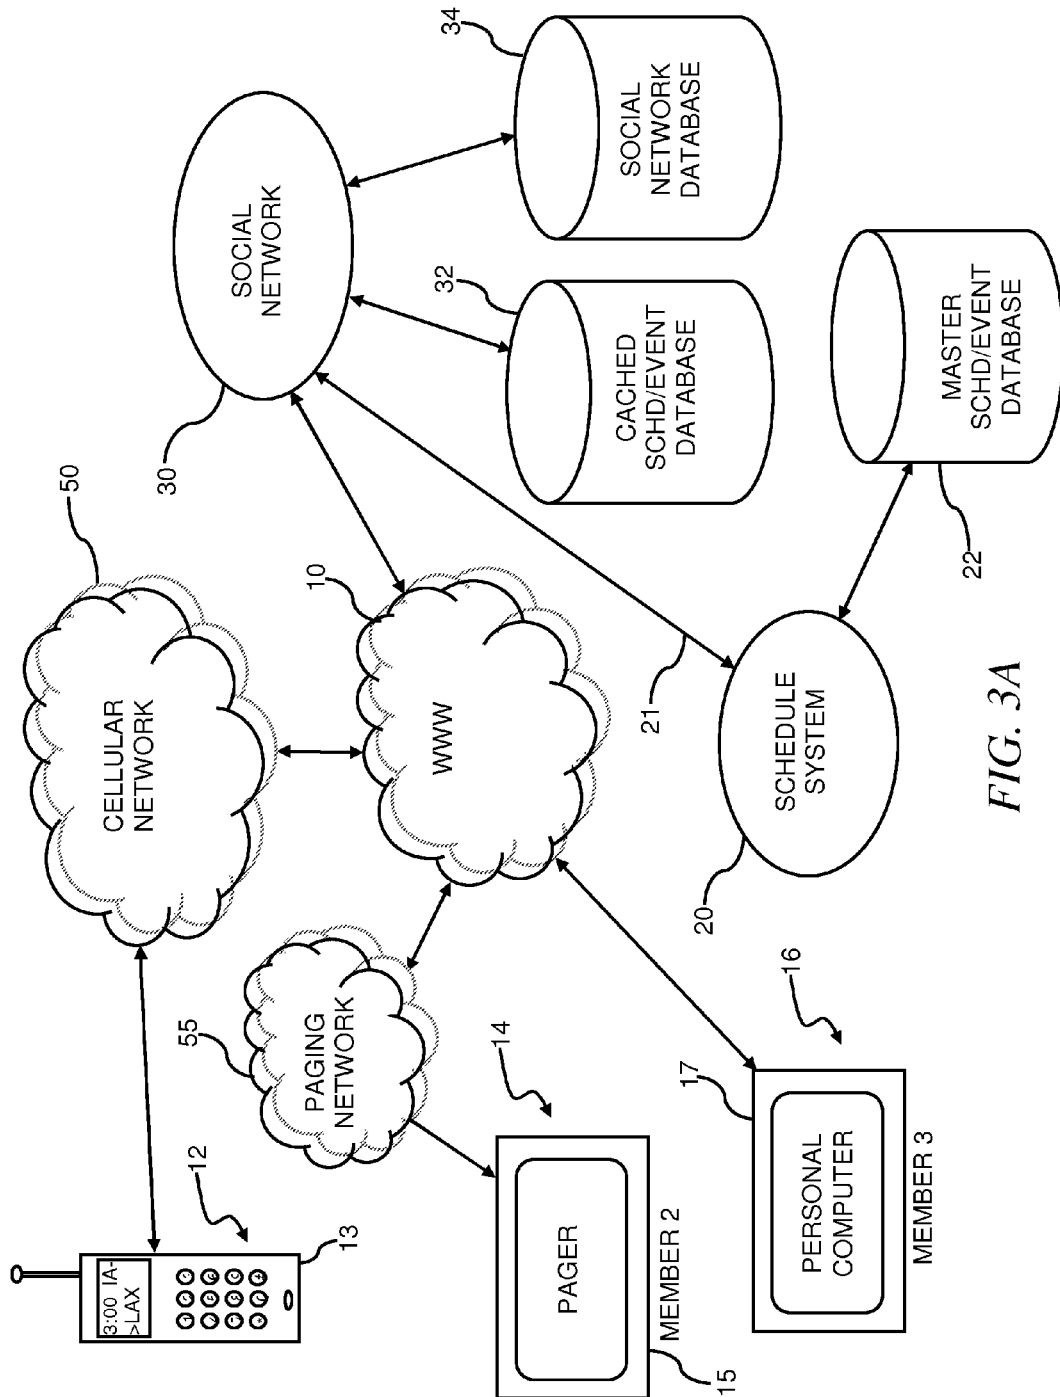 50
3:00 IA-
>LAX
CELLULAR
NETWORK
12
13
55
30
SOCIAL
NETWORK
PAGING
NETWORK
10
WWW
32
34
14
PAGER
MEMBER 2
15
CACHED
SCHD/EVENT
DATABASE
SOCIAL
NETWORK
DATABASE
17
21
16
20
SCHEDULE
SYSTEM
PERSONAL
COMPUTER
MEMBER 3
MASTER
SCHD/EVENT
DATABASE
22
FIG. 3A